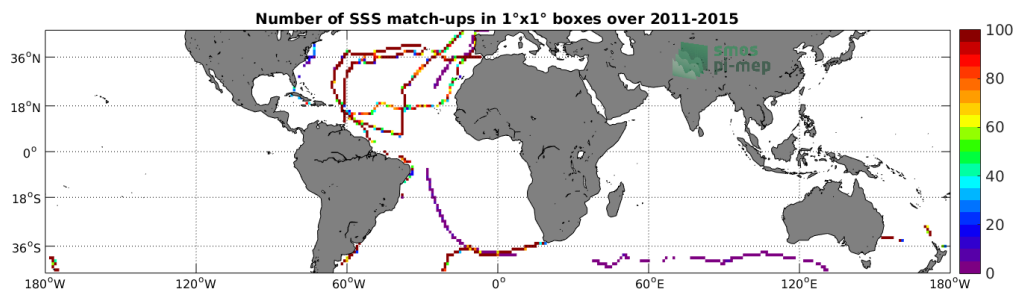 Number of SSS match-ups in 1°x1° boxes over 2011-2015
36°N
18°N
0°
18°S
36°S
180°W
120°W
60°W
0°
60°E
120°E
180°W
smos
pi-mep
100
80
60
40
20
0